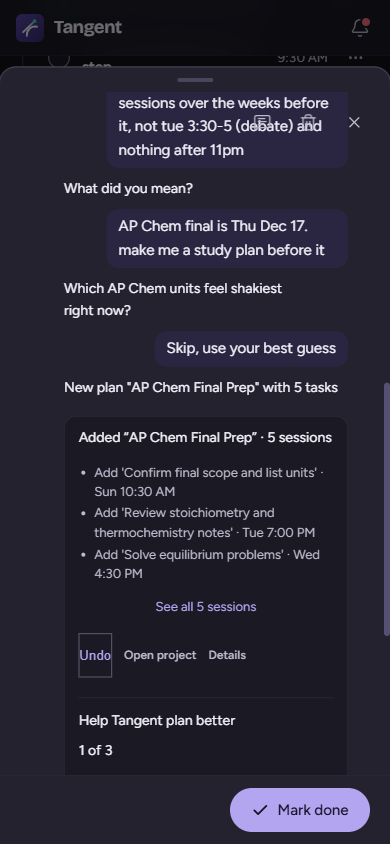 Tangent
step
9:30 AM
sessions over the weeks before
it, not tue 3:30-5 (debate) and
nothing after 11pm
What did you mean?
AP Chem final is Thu Dec 17.
make me a study plan before it
Which AP Chem units feel shakiest
right now?
Skip, use your best guess
New plan "AP Chem Final Prep" with 5 tasks
Added “AP Chem Final Prep” · 5 sessions
• Add 'Confirm final scope and list units' ·
Sun 10:30 AM
• Add 'Review stoichiometry and
thermochemistry notes' · Tue 7:00 PM
• Add 'Solve equilibrium problems' · Wed
4:30 PM
See all 5 sessions
Undo Open project Details
Help Tangent plan better
1 of 3
Mark done